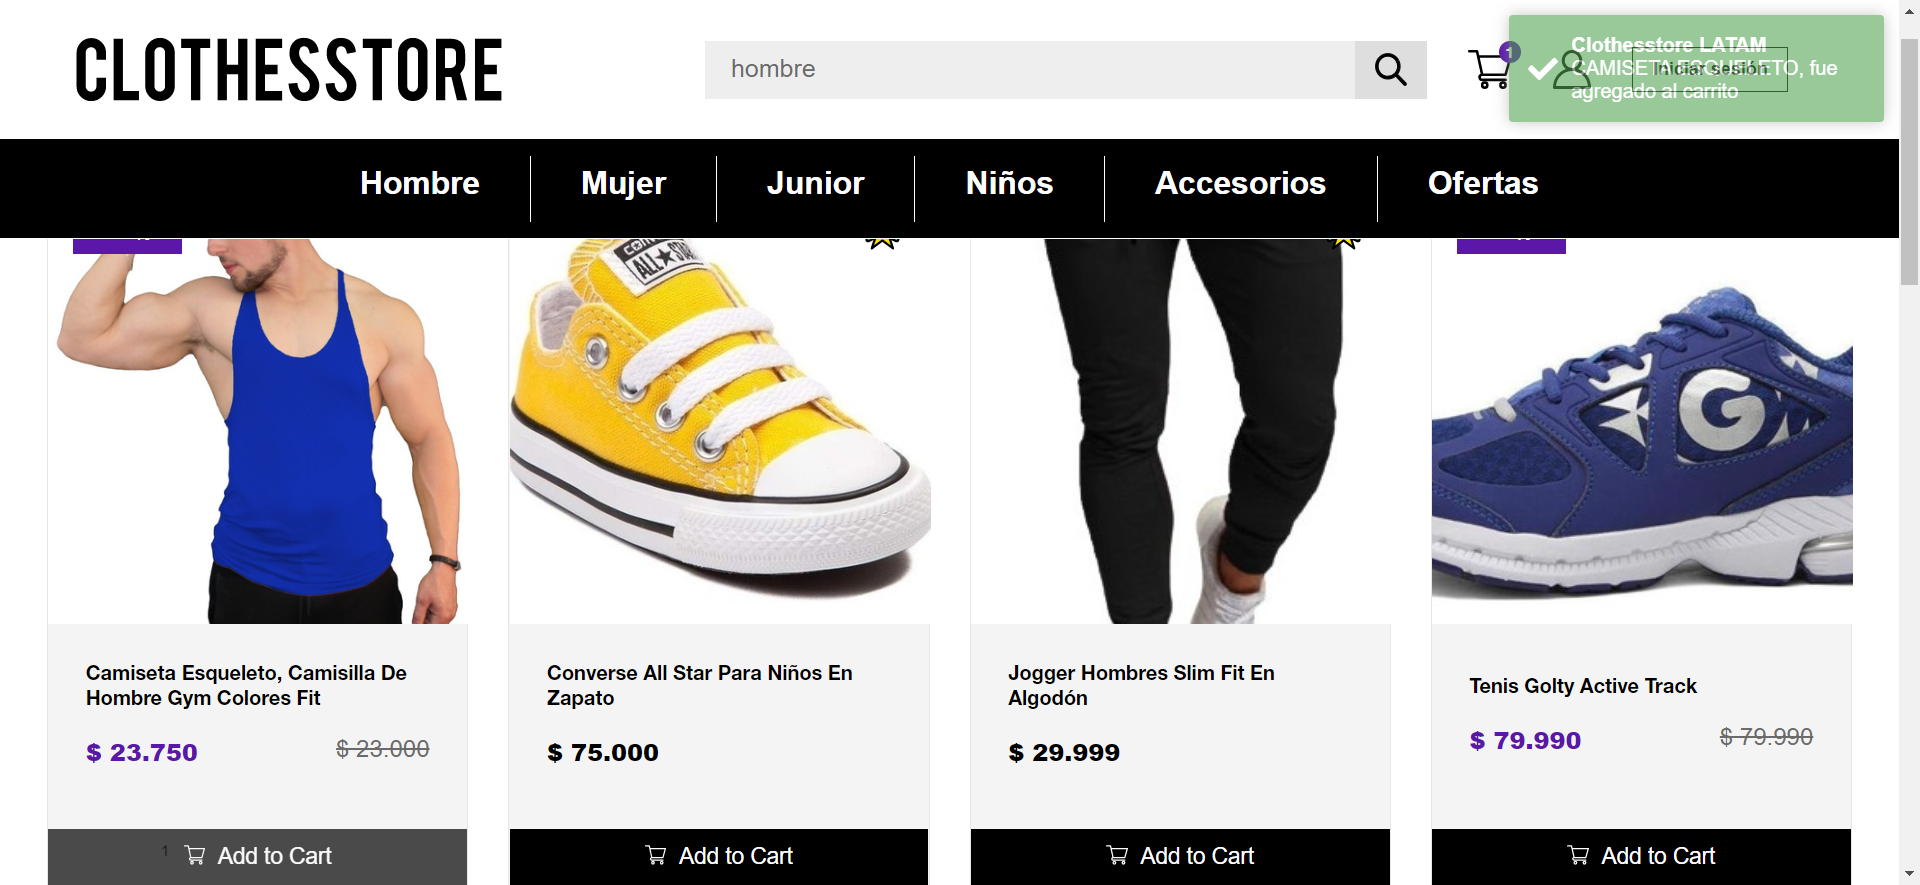 CLOTHESSTORE
hombre
1
Iniciar sesión
Clothesstore LATAM
CAMISETA ESQUELETO, fue
agregado al carrito
Hombre
Mujer
Junior
Niños
Accesorios
Ofertas
ALL STAR
G
Camiseta Esqueleto, Camisilla De
Hombre Gym Colores Fit
$ 23.750
$ 23.000
1
Add to Cart
Converse All Star Para Niños En
Zapato
$ 75.000
Add to Cart
Jogger Hombres Slim Fit En
Algodón
$ 29.999
Add to Cart
Tenis Golty Active Track
$ 79.990
$ 79.990
Add to Cart